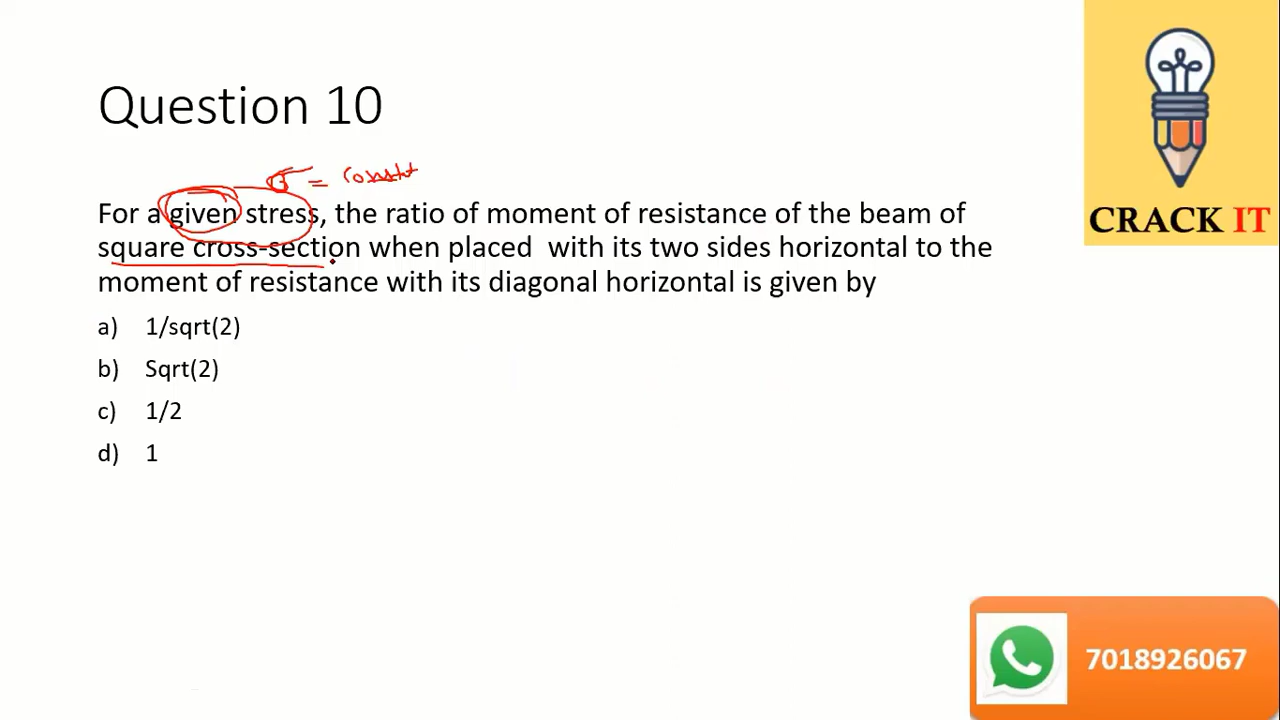 Question 10
σ = constt
For a given stress, the ratio of moment of resistance of the beam of
square cross-section when placed with its two sides horizontal to the
moment of resistance with its diagonal horizontal is given by
a) 1/sqrt(2)
b) Sqrt(2)
c) 1/2
d) 1
CRACK IT
7018926067